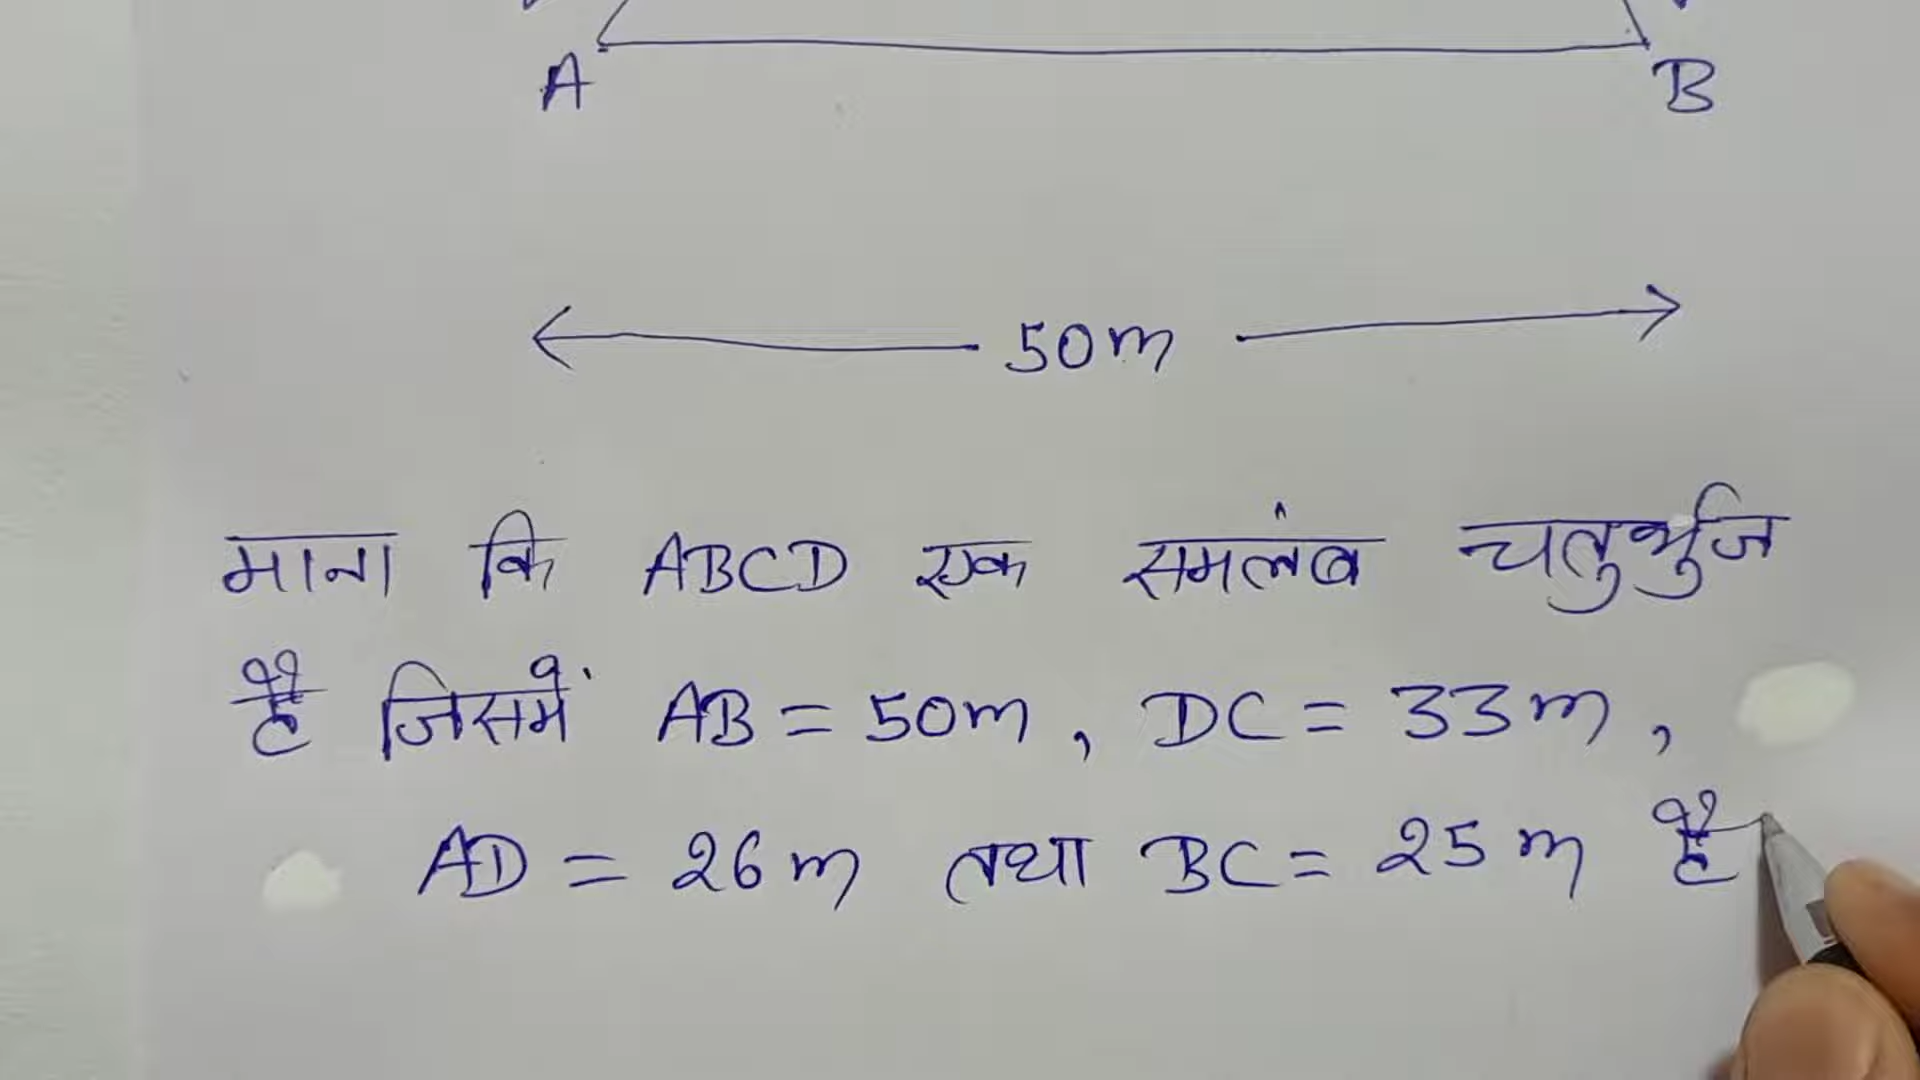 A B
50m
माना कि ABCD एक समलंब चतुर्भुज
है जिसमें AB = 50m, DC = 33m,
AD = 26m तथा BC = 25m है